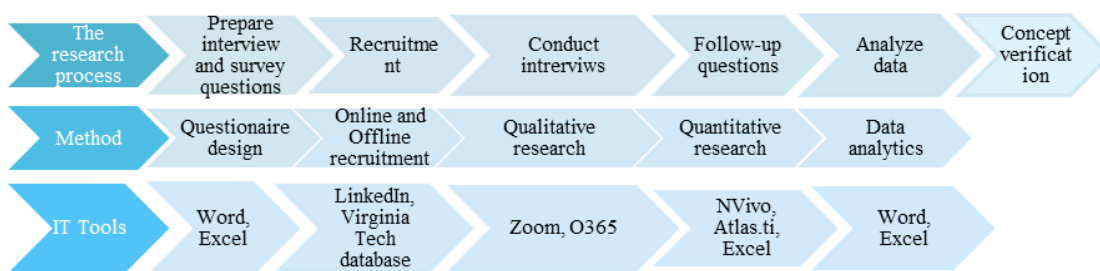 The
research
process
Prepare
interview
and survey
questions
Recruitme
nt
Conduct
intrerviws
Follow-up
questions
Analyze
data
Concept
verificat
ion
Method
Questionaire
design
Online and
Offline
recruitment
Qualitative
research
Quantitative
research
Data
analytics
IT Tools
Word,
Excel
LinkedIn,
Virginia
Tech
database
Zoom, O365
NVivo,
Atlas.ti,
Excel
Word,
Excel